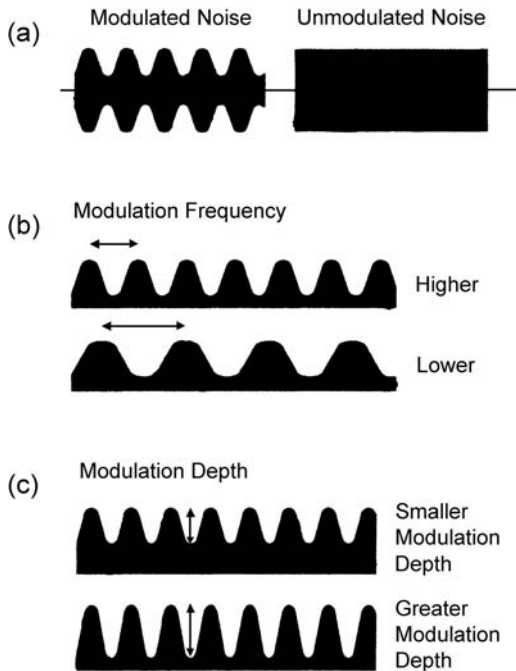 (a)
Modulated Noise
Unmodulated Noise
(b)
Modulation Frequency
Higher
Lower
(c)
Modulation Depth
Smaller
Modulation
Depth
Greater
Modulation
Depth